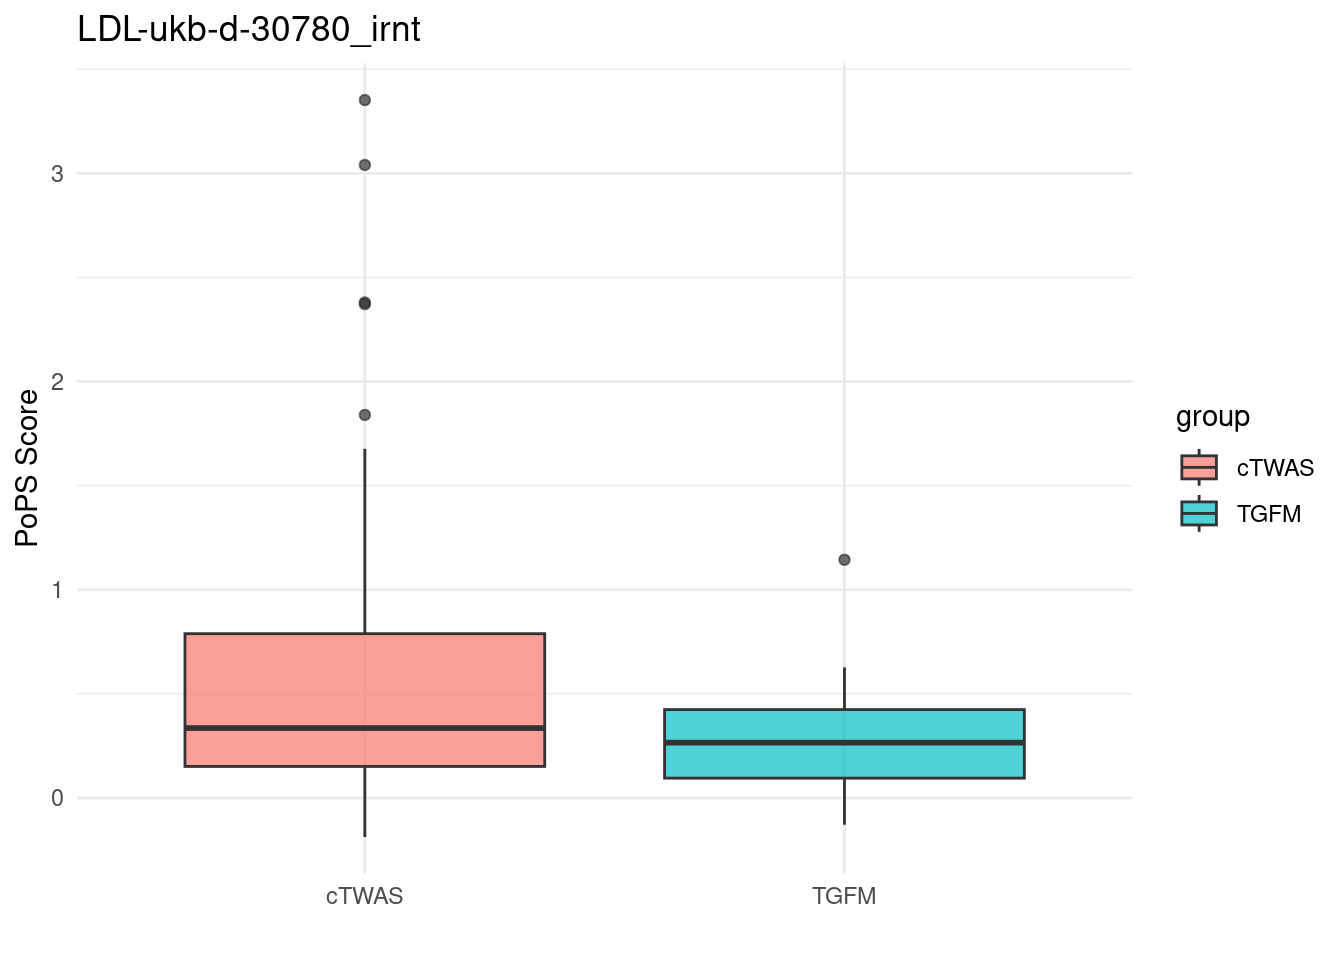 LDL-ukb-d-30780_irnt
PoPS Score
3
2
1
0
cTWAS
TGFM
group
cTWAS
TGFM